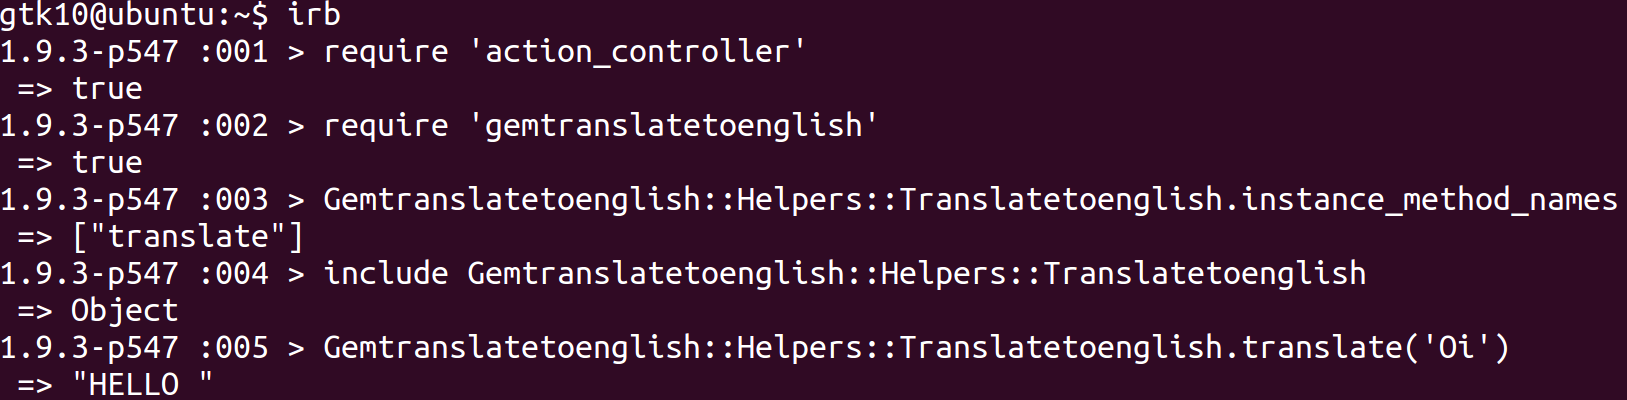 gtk10@ubuntu:~$ irb
1.9.3-p547 :001 > require 'action_controller'
 => true
1.9.3-p547 :002 > require 'gemtranslatetoenglish'
 => true
1.9.3-p547 :003 > Gemtranslatetoenglish::Helpers::Translatetoenglish.instance_method_names
 => ["translate"]
1.9.3-p547 :004 > include Gemtranslatetoenglish::Helpers::Translatetoenglish
 => Object
1.9.3-p547 :005 > Gemtranslatetoenglish::Helpers::Translatetoenglish.translate('Oi')
 => "HELLO "